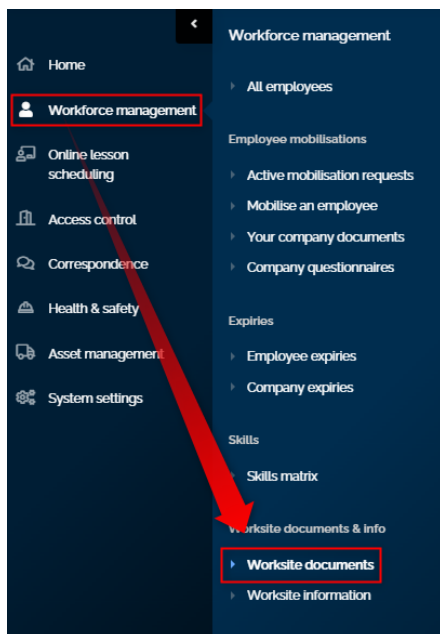 Home
Workforce management
Online lesson
scheduling
Access control
Correspondence
Health & safety
Asset management
System settings
Workforce management
All employees
Employee mobilisations
Active mobilisation requests
Mobilise an employee
Your company documents
Company questionnaires
Expiries
Employee expiries
Company expiries
Skills
Skills matrix
Worksite documents & info
Worksite documents
Worksite information